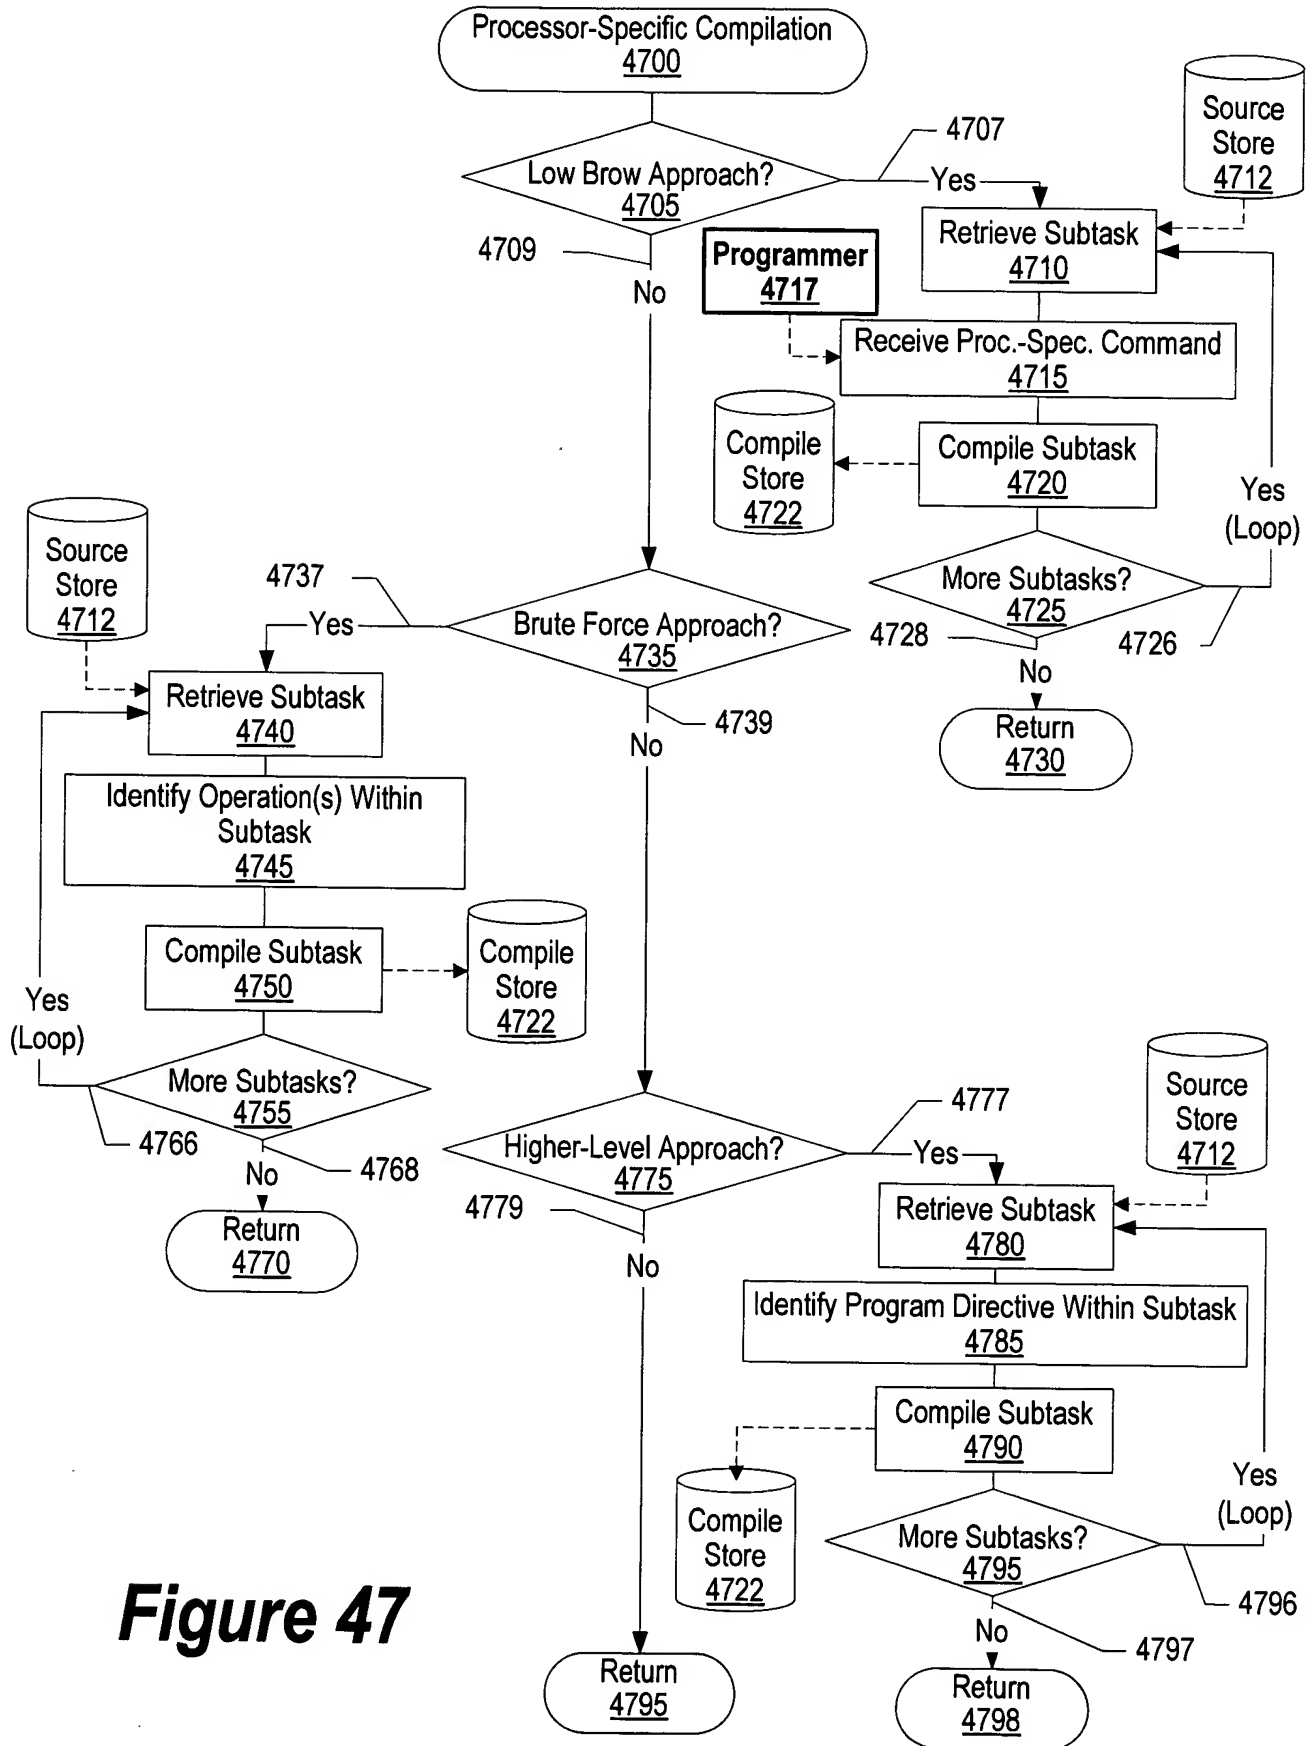 Processor-Specific Compilation
4700
Low Brow Approach?
4705
4707
Yes
Source
Store
4712
4709
No
Programmer
4717
Retrieve Subtask
4710
Receive Proc.-Spec. Command
4715
Compile
Store
4722
Compile Subtask
4720
Yes
(Loop)
More Subtasks?
4725
4728
4726
No
Return
4730
Source
Store
4712
4737
Yes
Brute Force Approach?
4735
4739
No
Retrieve Subtask
4740
Identify Operation(s) Within
Subtask
4745
Compile Subtask
4750
Compile
Store
4722
Yes
(Loop)
More Subtasks?
4755
4766
4768
No
Return
4770
Higher-Level Approach?
4775
4777
Yes
Source
Store
4712
4779
No
Retrieve Subtask
4780
Identify Program Directive Within Subtask
4785
Compile Subtask
4790
Compile
Store
4722
Yes
(Loop)
More Subtasks?
4795
4796
4797
No
Return
4798
Return
4795
Figure 47